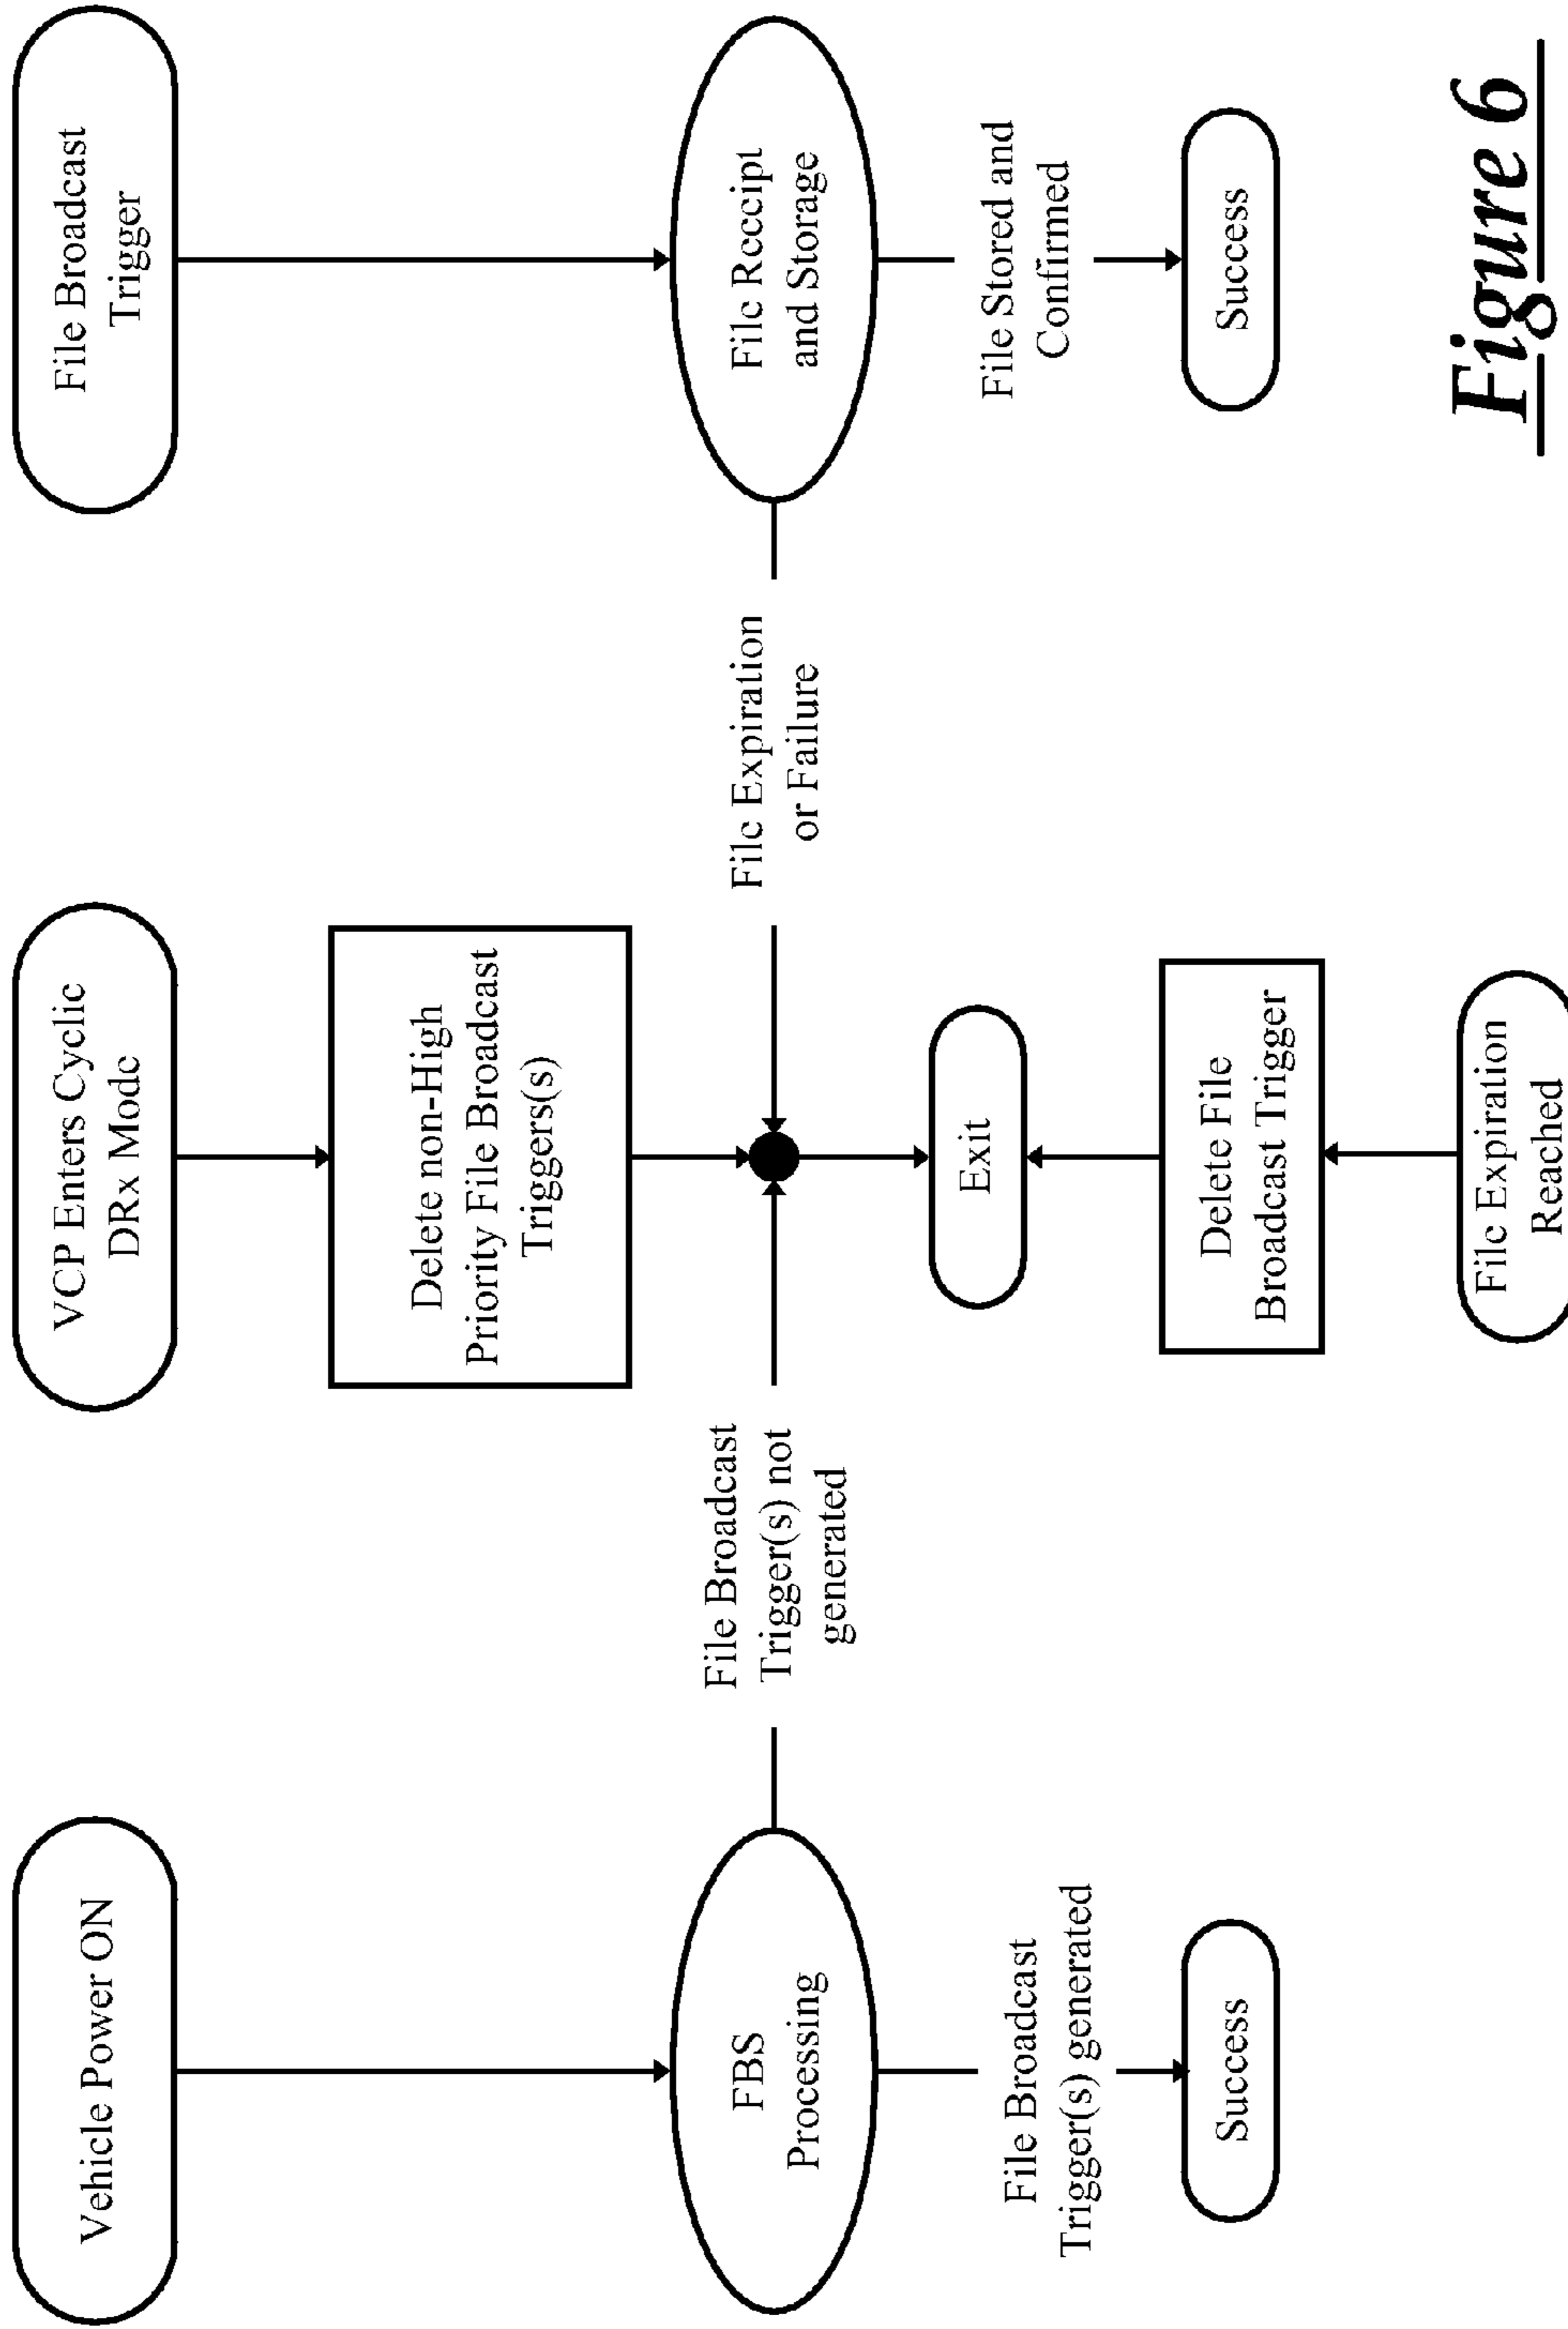 Vehicle Power ON
VCP Enters Cyclic
DRx Mode
File Broadcast
Trigger
Delete non-High
Priority File Broadcast
Triggers(s)
FBS
Processing
File Broadcast
Trigger(s) not
generated
File Expiration
or Failure
File Receipt
and Storage
Exit
File Broadcast
Trigger(s) generated
File Stored and
Confirmed
Success
Delete File
Broadcast Trigger
Success
File Expiration
Reached
Figure 6